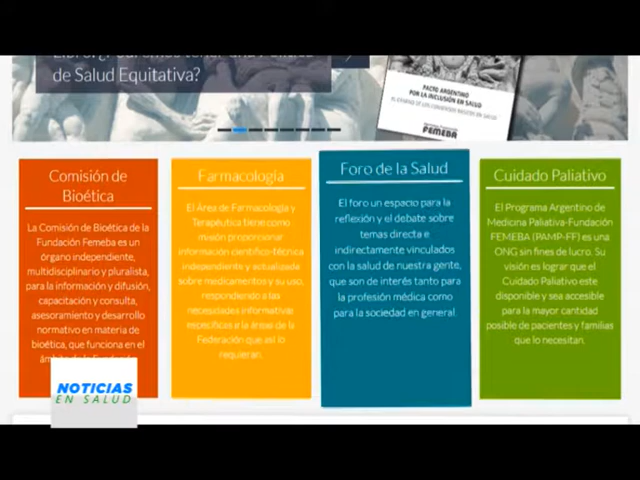 de Salud Equitativa?
PACTO ARGENTINO
POR LA INCLUSIÓN EN SALUD
FEMEBA
Comisión de
Bioética
La Comisión de Bioética de la
Fundación Femeba es un
órgano independiente,
multidisciplinario y pluralista,
para la información y difusión,
capacitación y consulta,
asesoramiento y desarrollo
normativo en materia de
bioética, que funciona en el
Farmacología
El Área de Farmacología y
Terapéutica tiene como
misión proporcionar
información científico-técnica
independiente y actualizada
sobre medicamentos y su uso,
respondiendo a las
necesidades informativas
específicas a la áreas de la
Federación que así lo
requieran.
Foro de la Salud
El foro un espacio para la
reflexión y el debate sobre
temas directa e
indirectamente vinculados
con la salud de nuestra gente,
que son de interés tanto para
la profesión médica como
para la sociedad en general.
Cuidado Paliativo
El Programa Argentino de
Medicina Paliativa-Fundación
FEMEBA (PAMP-FF) es una
ONG sin fines de lucro. Su
visión es lograr que el
Cuidado Paliativo este
disponible y sea accesible
para la mayor cantidad
posible de pacientes y familias
que lo necesitan.
NOTICIAS
EN SALUD